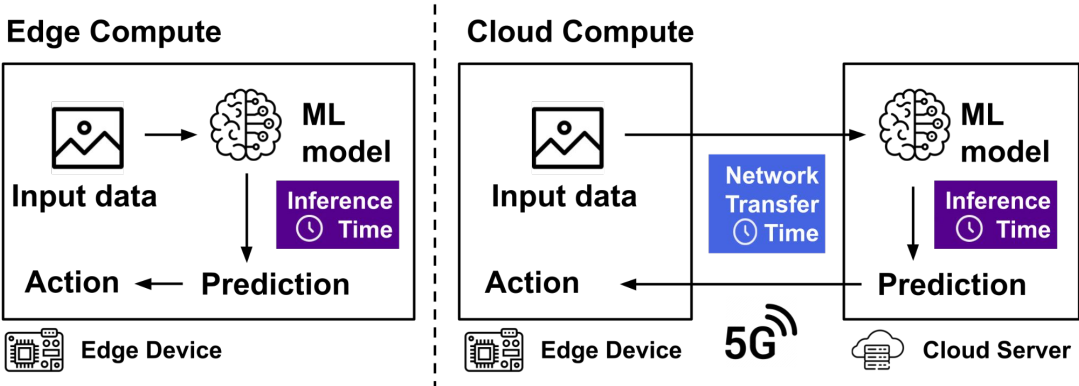 Edge Compute
Input data
ML
model
Inference
Time
Action
Prediction
Edge Device
Cloud Compute
Input data
Network
Transfer
Time
ML
model
Inference
Time
Action
Prediction
Edge Device
5G
Cloud Server